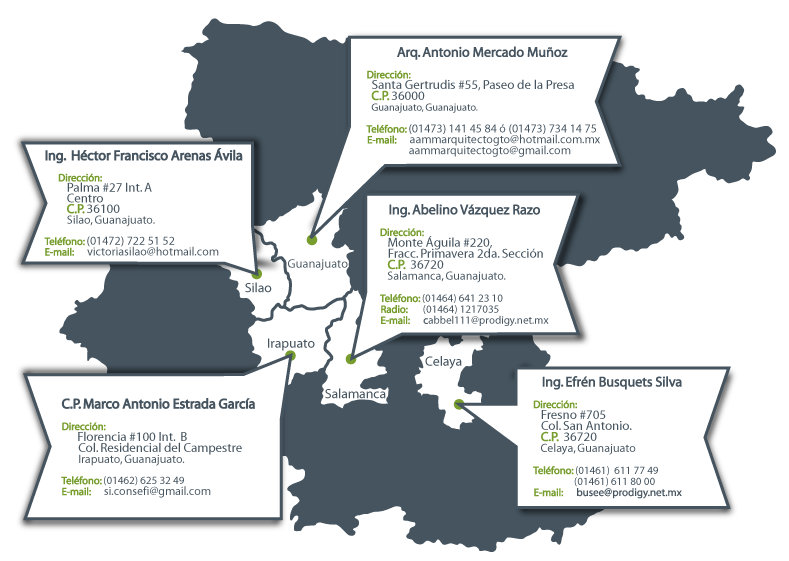 Arq. Antonio Mercado Muñoz
Dirección:
Santa Gertrudis #55, Paseo de la Presa
C.P. 36000
Guanajuato, Guanajuato.
Teléfono: (01473) 141 45 84 ó (01473) 734 14 75
E-mail: aammarquitectogto@hotmail.com.mx
aammarquitectogto@gmail.com
Ing. Héctor Francisco Arenas Ávila
Dirección:
Palma #27 Int. A
Centro
C.P. 36100
Silao, Guanajuato.
Teléfono: (01472) 722 51 52
E-mail: victoriasilao@hotmail.com
Ing. Abelino Vázquez Razo
Dirección:
Monte Águila #220,
Fracc. Primavera 2da. Sección
C.P. 36720
Salamanca, Guanajuato.
Teléfono: (01464) 641 23 10
Radio: (01464) 1217035
E-mail: cabbel111@prodigy.net.mx
Guanajuato
Silao
Irapuato
Salamanca
Celaya
C.P. Marco Antonio Estrada García
Dirección:
Florencia #100 Int. B
Col. Residencial del Campestre
Irapuato, Guanajuato.
Teléfono: (01462) 625 32 49
E-mail: si.consefi@gmail.com
Ing. Efrén Busquets Silva
Dirección:
Fresno #705
Col. San Antonio.
C.P. 36720
Celaya, Guanajuato
Teléfono: (01461) 611 77 49
(01461) 611 80 00
E-mail: busee@prodigy.net.mx